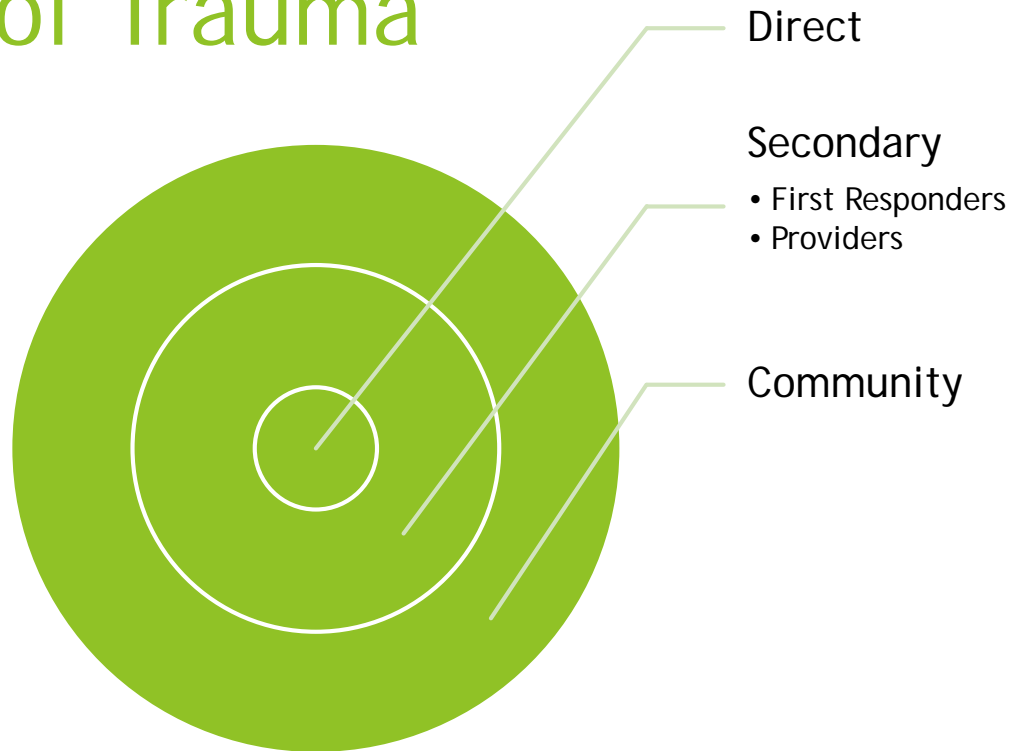 of Trauma
Direct
Secondary
• First Responders
• Providers
Community